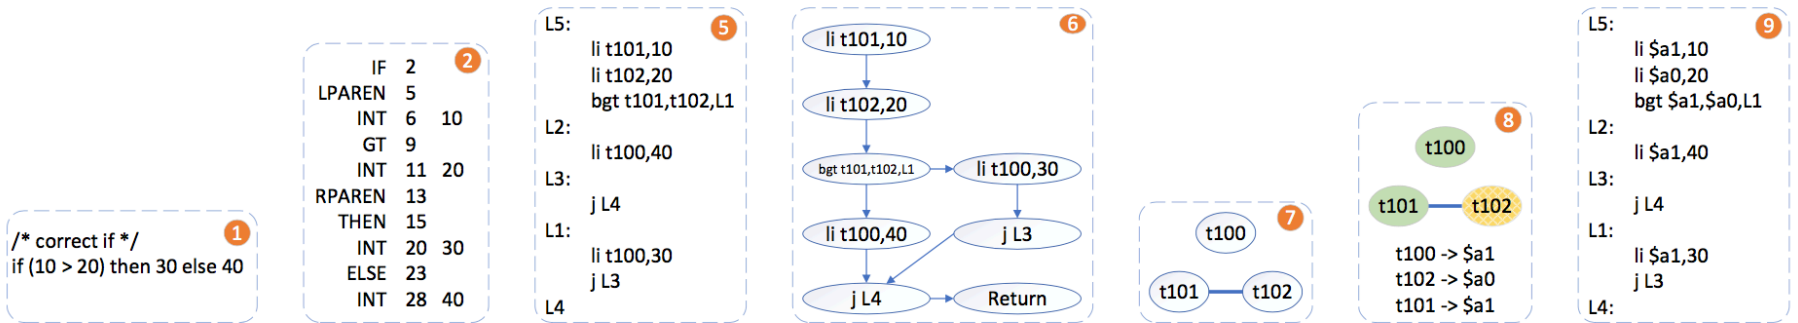 1
/* correct if */
if (10 > 20) then 30 else 40
2
IF 2
LPAREN 5
INT 6 10
GT 9
INT 11 20
RPAREN 13
THEN 15
INT 20 30
ELSE 23
INT 28 40
5
L5:
li t101,10
li t102,20
bgt t101,t102,L1
L2:
li t100,40
L3:
j L4
L1:
li t100,30
j L3
L4
6
li t101,10
li t102,20
bgt t101,t102,L1
li t100,30
li t100,40
j L3
j L4
Return
7
t100
t101
t102
8
t100
t101
t102
t100 -> $a1
t102 -> $a0
t101 -> $a1
9
L5:
li $a1,10
li $a0,20
bgt $a1,$a0,L1
L2:
li $a1,40
L3:
j L4
L1:
li $a1,30
j L3
L4: